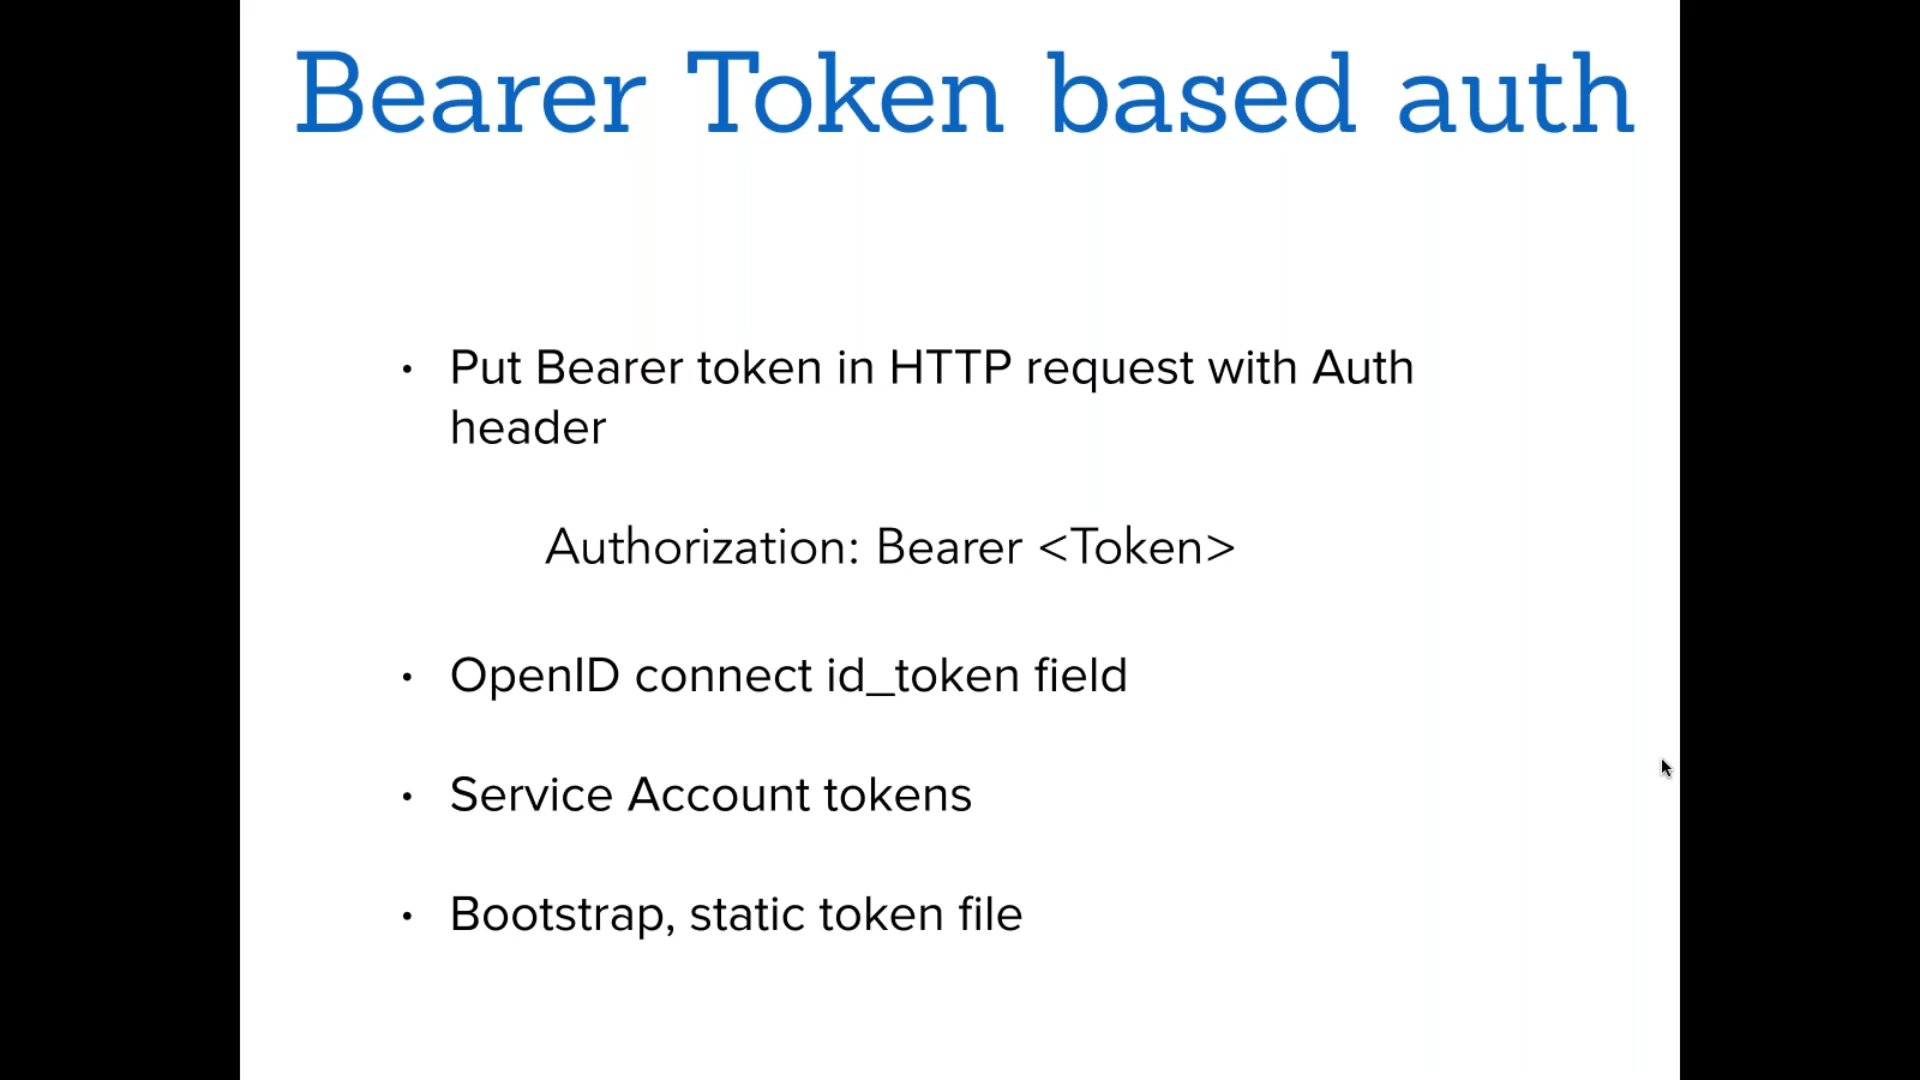 Bearer Token based auth
• Put Bearer token in HTTP request with Auth
header
Authorization: Bearer <Token>
• OpenID connect id_token field
• Service Account tokens
• Bootstrap, static token file